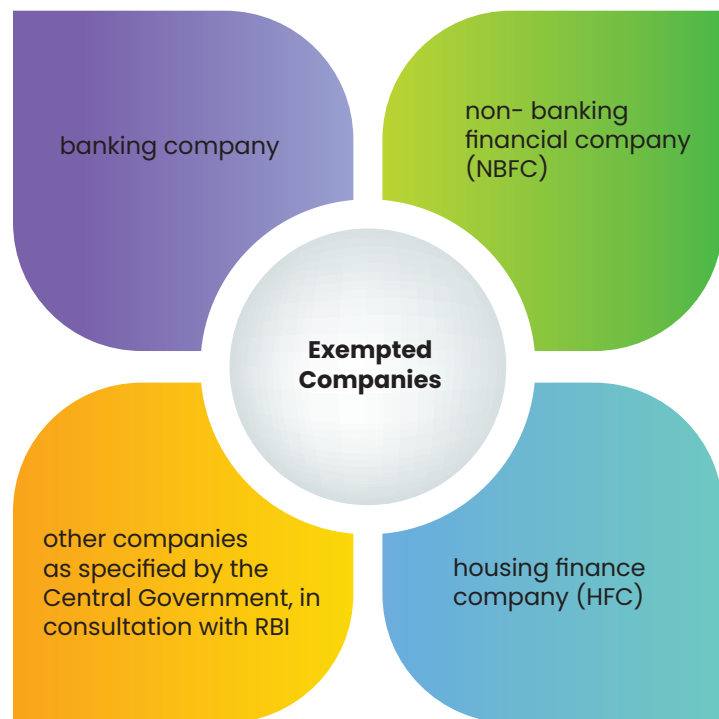 banking company
non- banking
financial company
(NBFC)
Exempted
Companies
other companies
as specified by the
Central Government, in
consultation with RBI
housing finance
company (HFC)